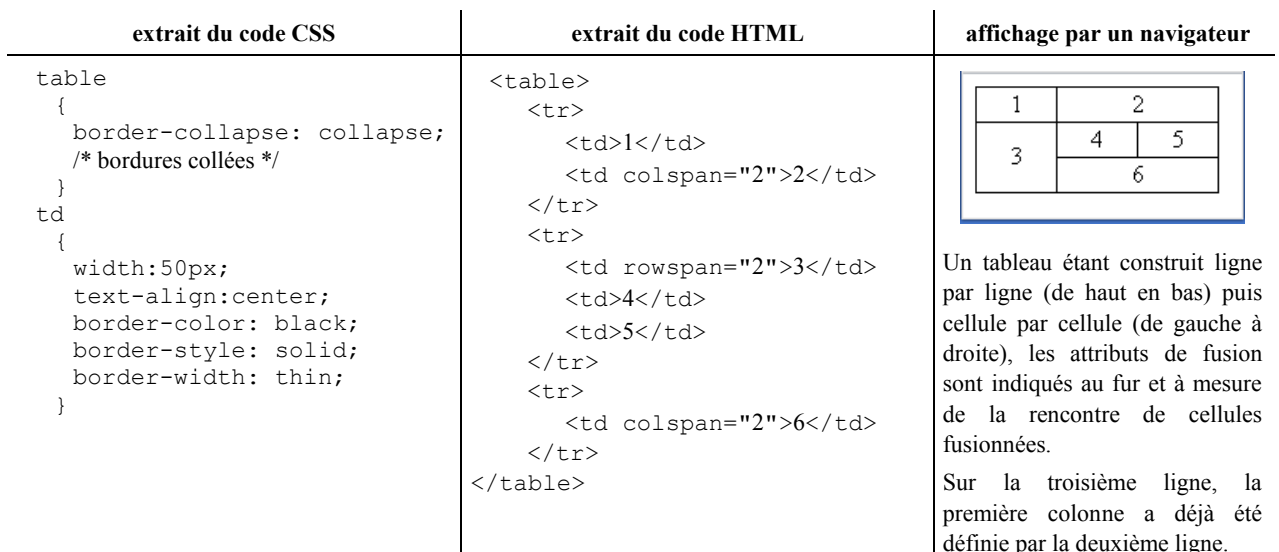 extrait du code CSS
extrait du code HTML
affichage par un navigateur
table
{
border-collapse: collapse;
/* bordures collées */
}
td
{
width:50px;
text-align:center;
border-color: black;
border-style: solid;
border-width: thin;
}
<table>
<tr>
<td>1</td>
<td colspan="2">2</td>
</tr>
<tr>
<td rowspan="2">3</td>
<td>4</td>
<td>5</td>
</tr>
<tr>
<td colspan="2">6</td>
</tr>
</table>
1 2
3 4 5
6
Un tableau étant construit ligne
par ligne (de haut en bas) puis
cellule par cellule (de gauche à
droite), les attributs de fusion
sont indiqués au fur et à mesure
de la rencontre de cellules
fusionnées.
Sur la troisième ligne, la
première colonne a déjà été
définie par la deuxième ligne.